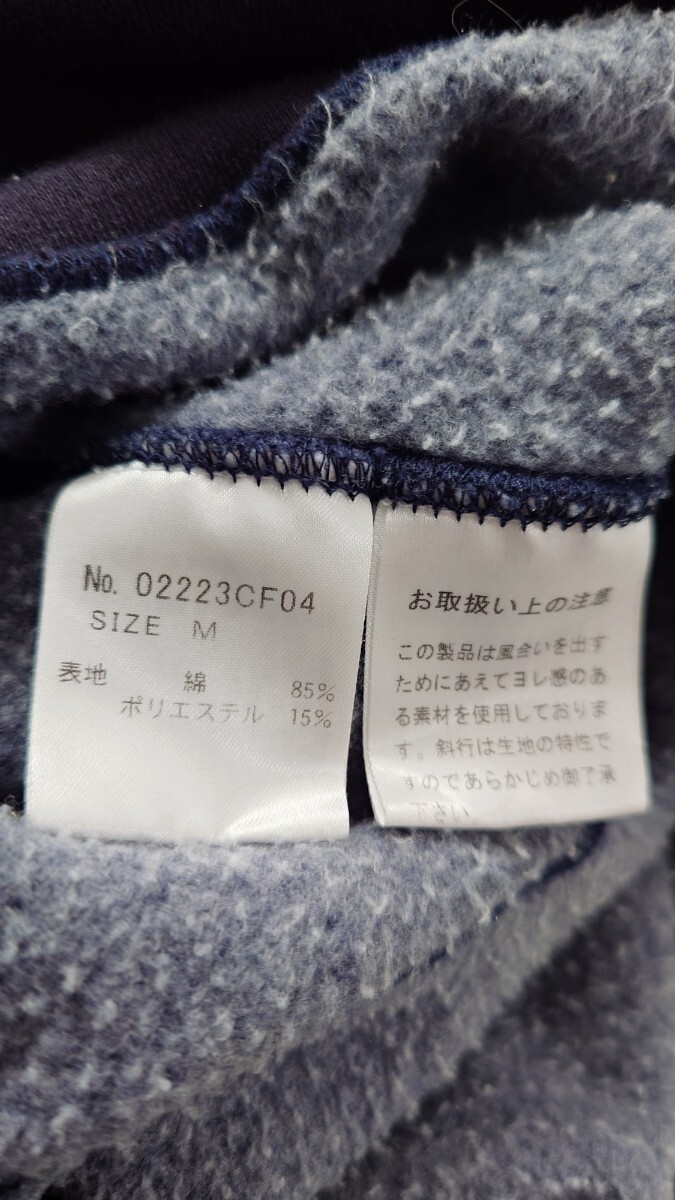 No. 02223CF04
SIZE M
表地 綿 85%
ポリエステル 15%
お取扱い上の注意
この製品は風合いを出す
ためにあえてヨレ感のあ
る素材を使用しておりま
す。斜行は生地の特性で
すのであらかじめ御了承
下さい